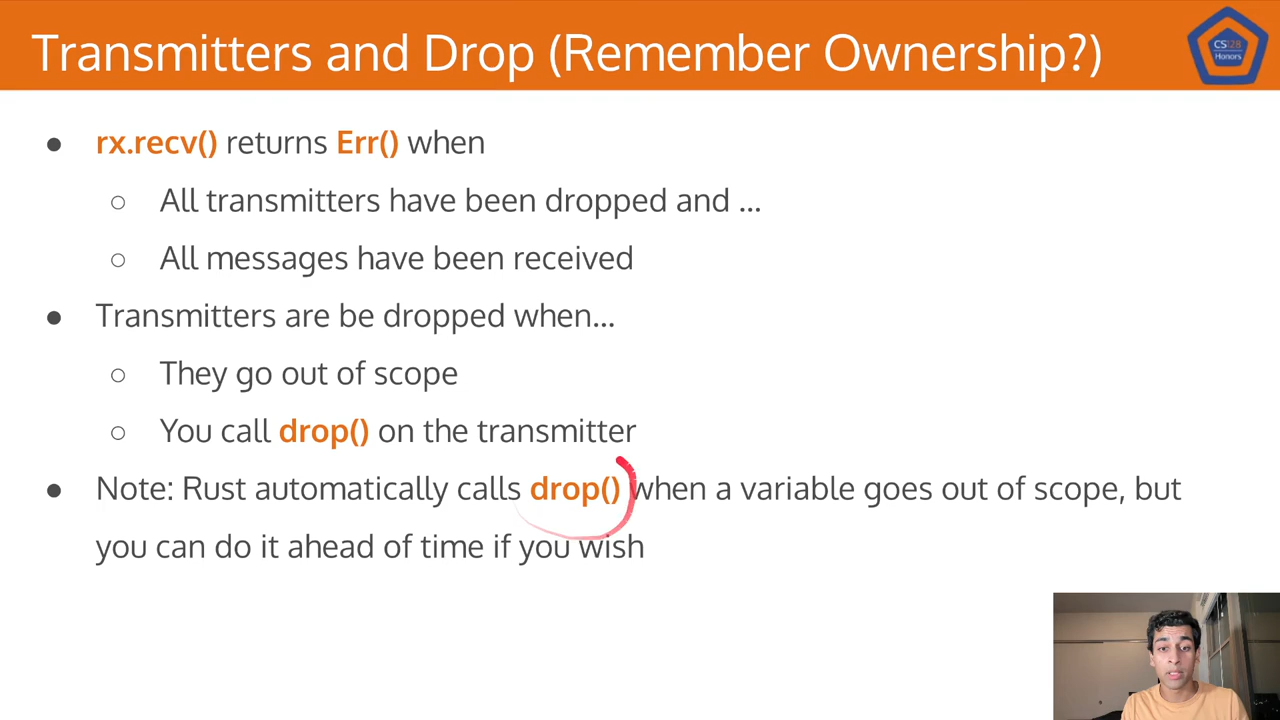 Transmitters and Drop (Remember Ownership?)
CS128
Honors
● rx.recv() returns Err() when
○ All transmitters have been dropped and ...
○ All messages have been received
● Transmitters are be dropped when...
○ They go out of scope
○ You call drop() on the transmitter
● Note: Rust automatically calls drop() when a variable goes out of scope, but
you can do it ahead of time if you wish